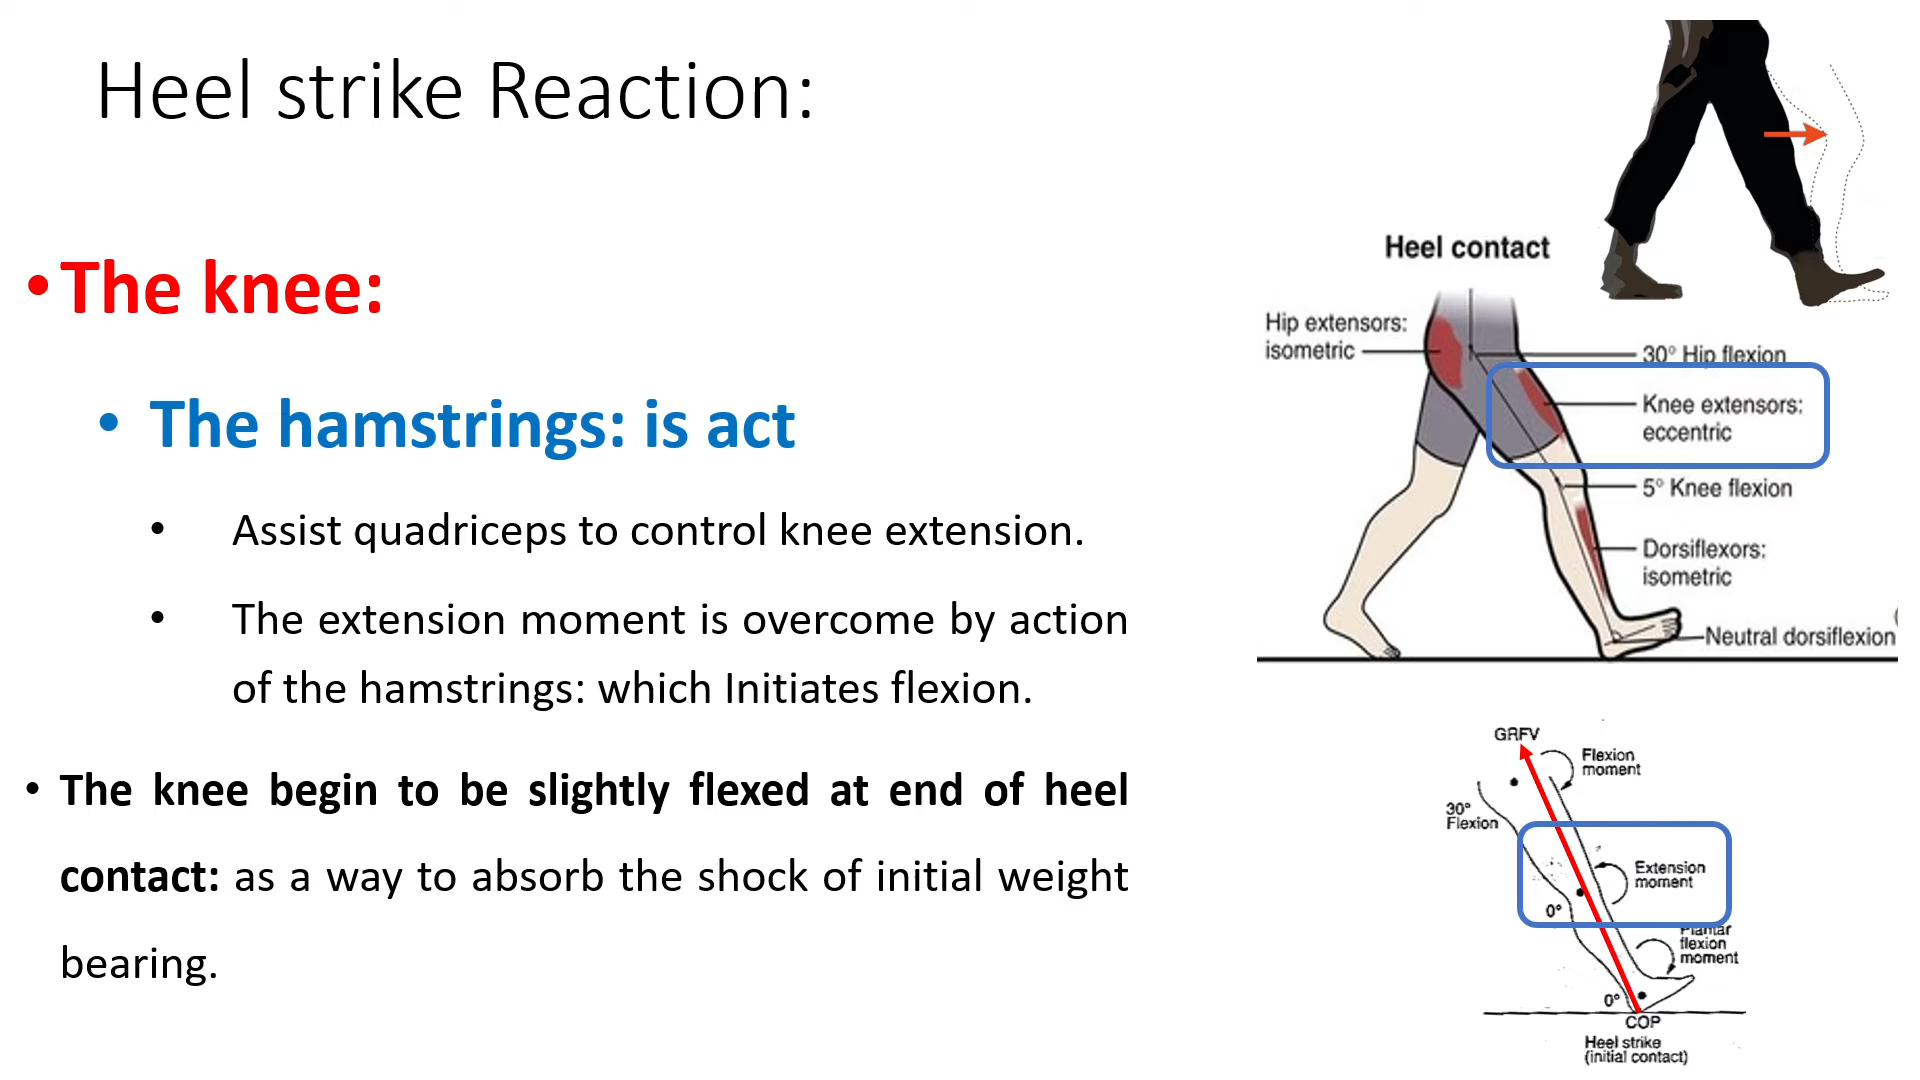 Heel strike Reaction:
•The knee:
• The hamstrings: is act
• Assist quadriceps to control knee extension.
• The extension moment is overcome by action
of the hamstrings: which Initiates flexion.
• The knee begin to be slightly flexed at end of heel
contact: as a way to absorb the shock of initial weight
bearing.
Heel contact
Hip extensors:
isometric
30° Hip flexion
Knee extensors:
eccentric
5° Knee flexion
Dorsiflexors:
isometric
Neutral dorsiflexion
GRFV
Flexion
moment
30°
Flexion
Extension
moment
0°
Plantar
flexion
moment
0°
COP
Heel strike
(initial contact)